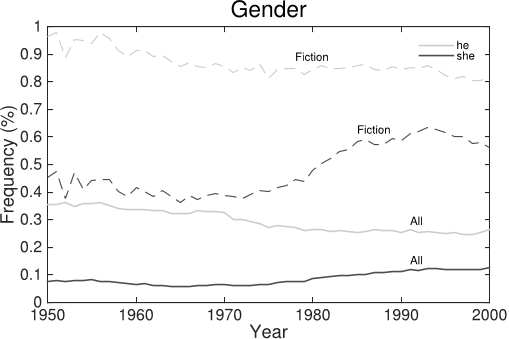 Gender
he
she
Fiction
Fiction
All
All
Frequency (%)
1
0.9
0.8
0.7
0.6
0.5
0.4
0.3
0.2
0.1
0
1950 1960 1970 1980 1990 2000
Year